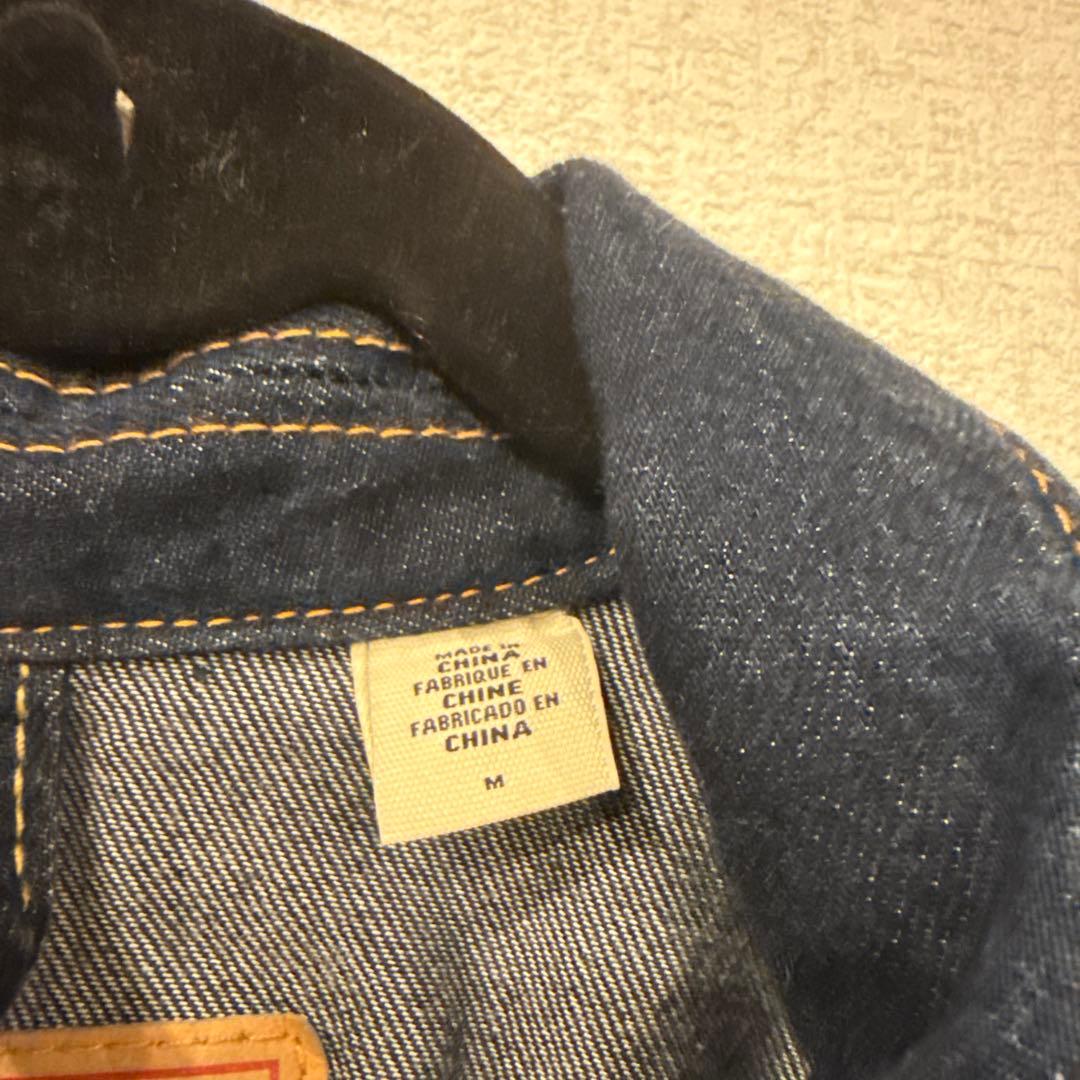 MADE IN
CHINA
FABRIQUE EN
CHINE
FABRICADO EN
CHINA
M